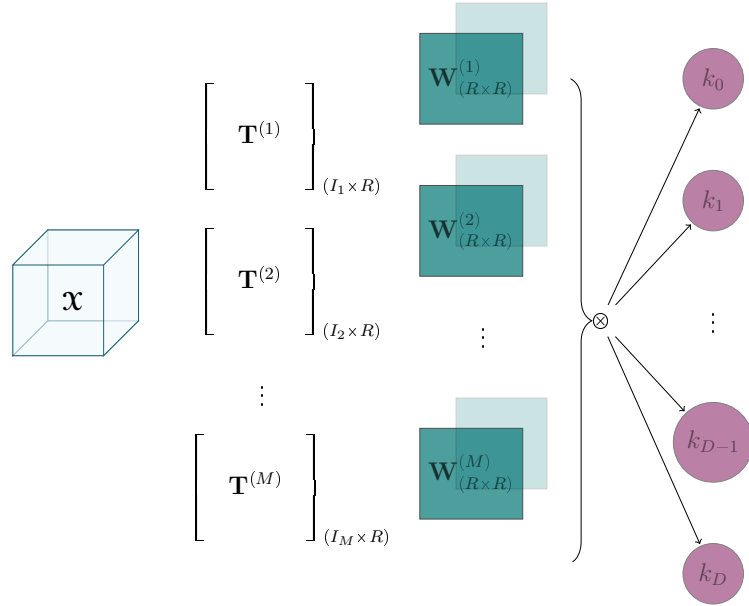 𝔛
T^(1)
(I_1×R)
T^(2)
(I_2×R)
⋮
T^(M)
(I_M×R)
W^(1)_(R×R)
W^(2)_(R×R)
⋮
W^(M)_(R×R)
⊗
k_0
k_1
⋮
k_{D−1}
k_D